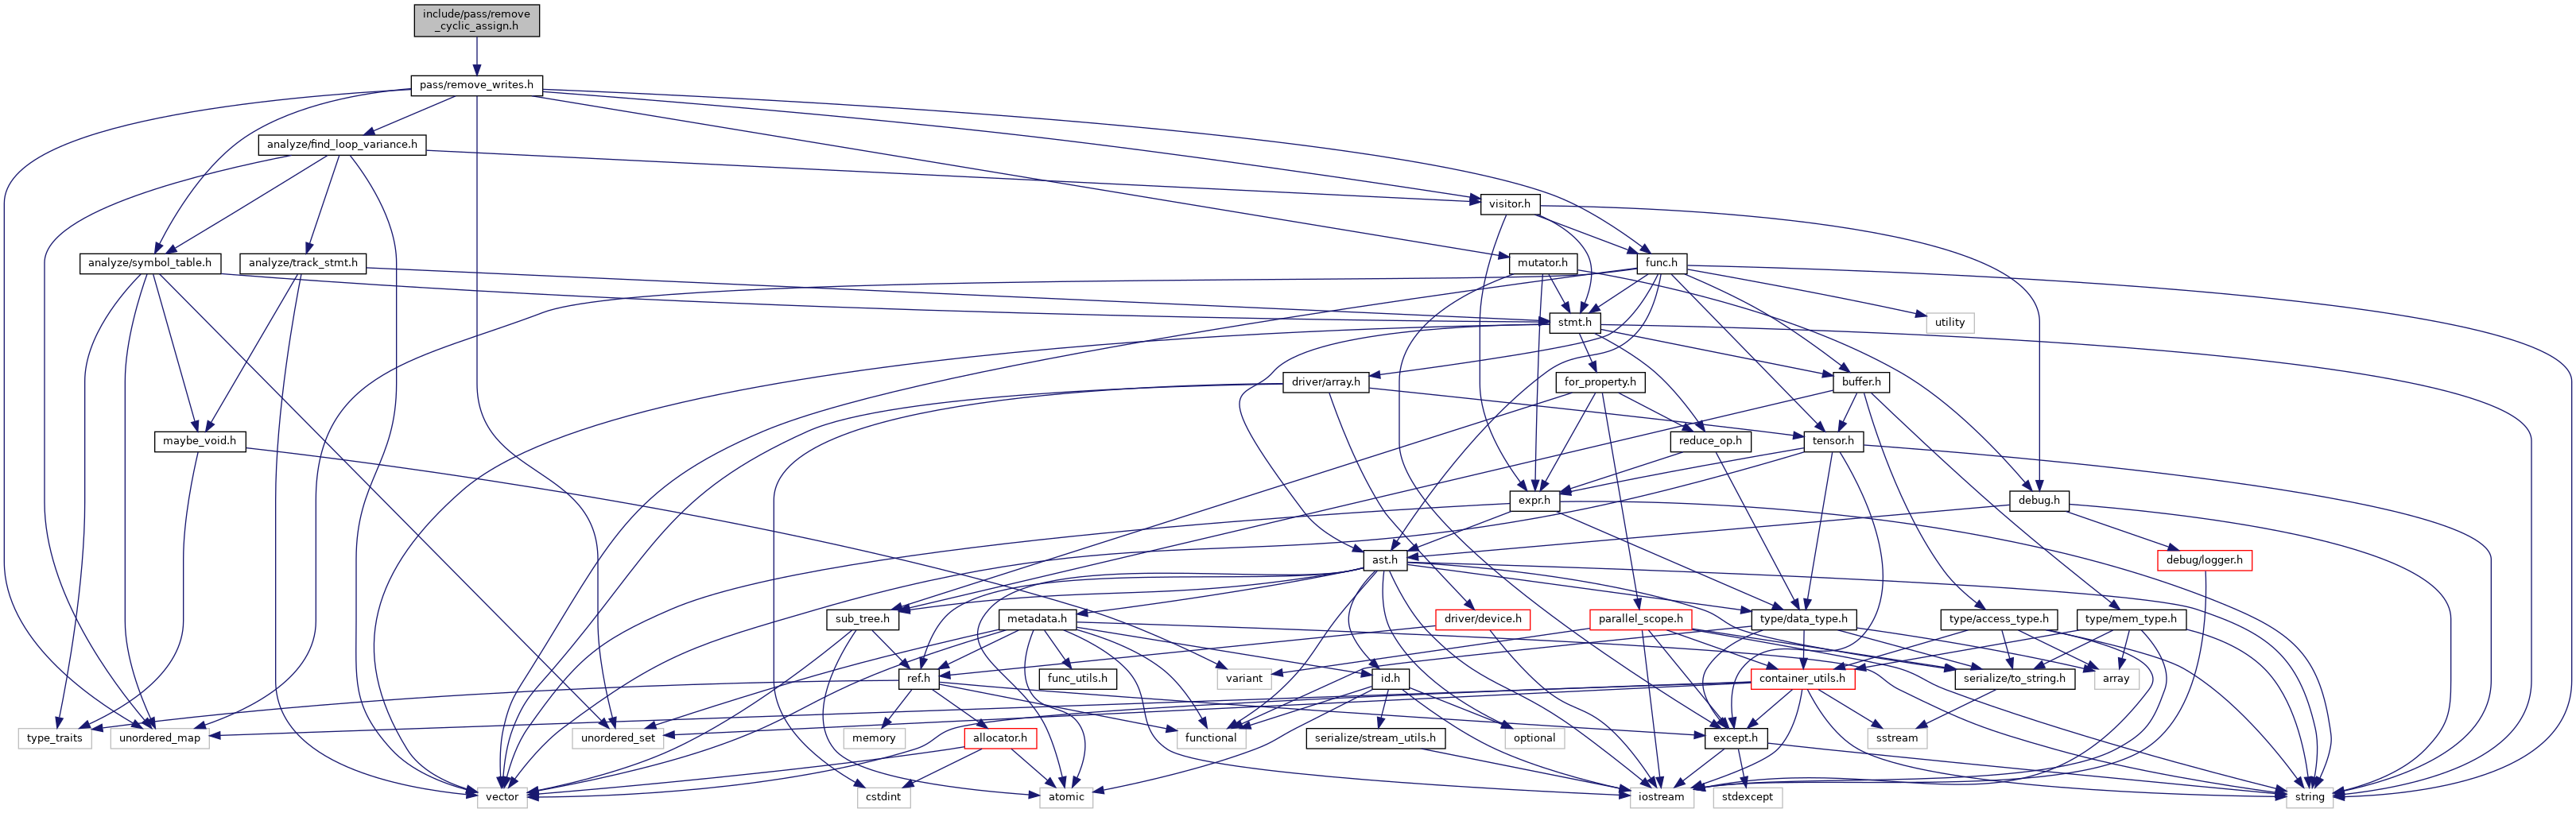 include/pass/remove
_cyclic_assign.h
pass/remove_writes.h
analyze/find_loop_variance.h
visitor.h
analyze/symbol_table.h
analyze/track_stmt.h
mutator.h
func.h
stmt.h
utility
driver/array.h
for_property.h
buffer.h
maybe_void.h
reduce_op.h
tensor.h
expr.h
debug.h
ast.h
debug/logger.h
sub_tree.h
metadata.h
driver/device.h
parallel_scope.h
type/data_type.h
type/access_type.h
type/mem_type.h
ref.h
func_utils.h
variant
id.h
container_utils.h
serialize/to_string.h
array
type_traits
unordered_map
unordered_set
memory
allocator.h
functional
serialize/stream_utils.h
optional
except.h
sstream
vector
cstdint
atomic
iostream
stdexcept
string